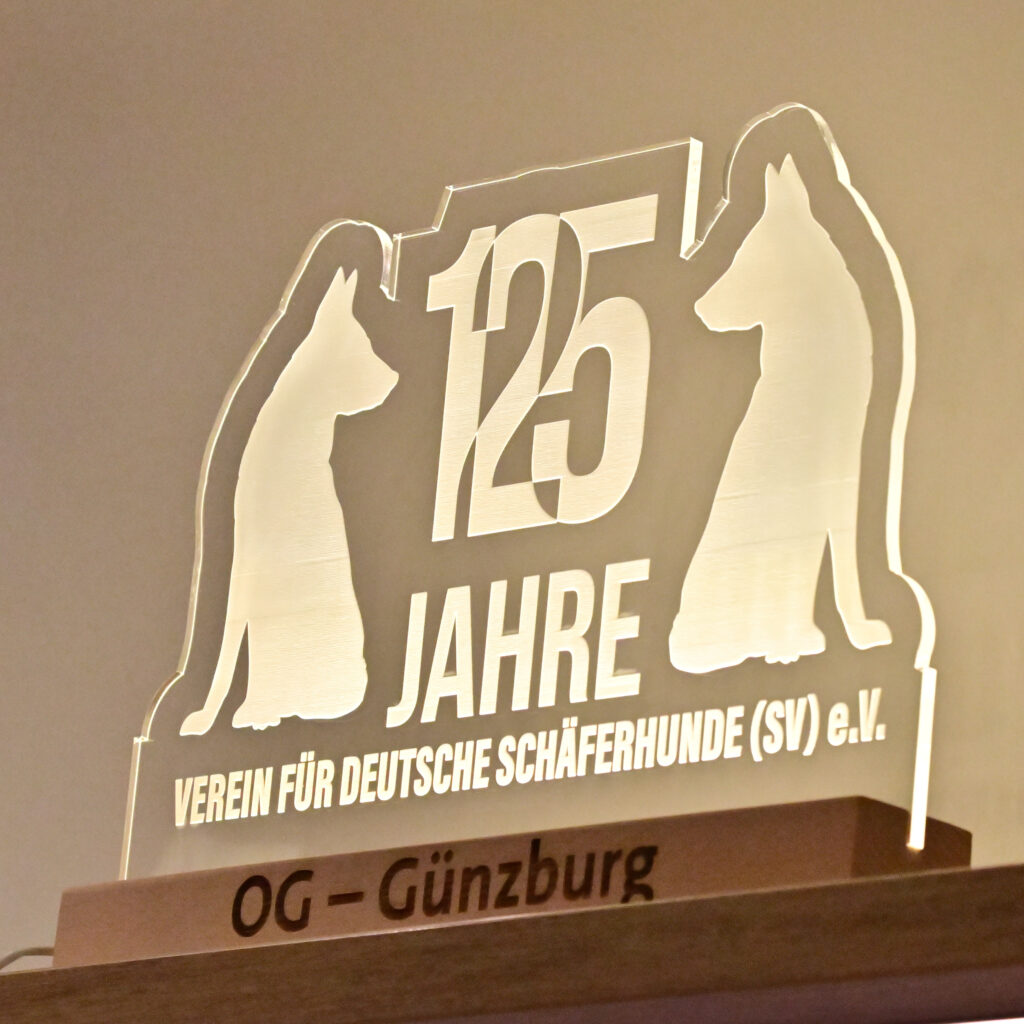 125
JAHRE
VEREIN FÜR DEUTSCHE SCHÄFERHUNDE (SV) e.V.
OG – Günzburg